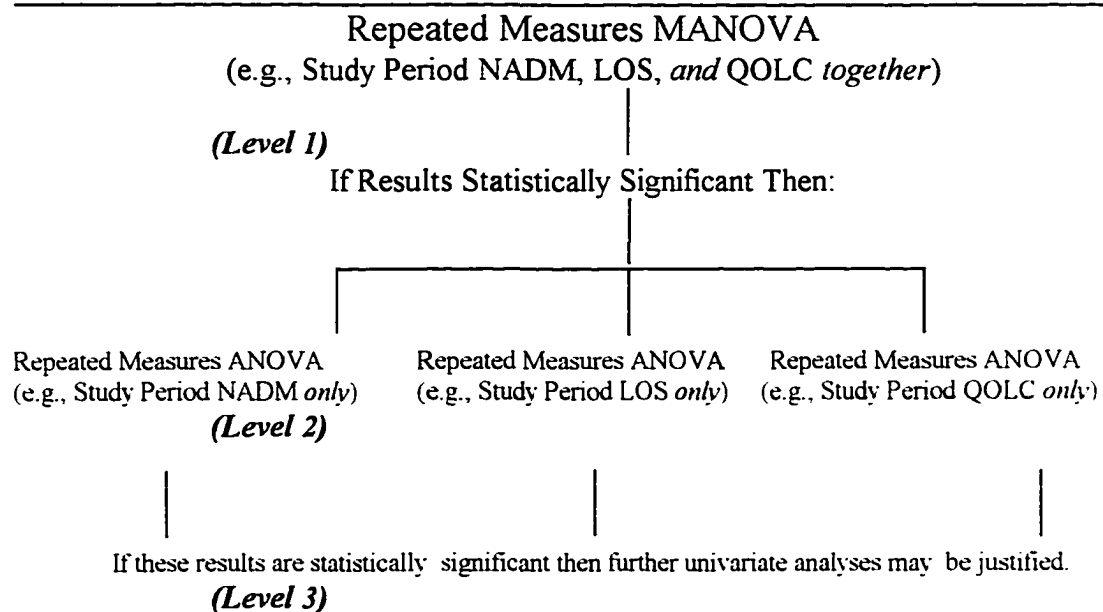 Repeated Measures MANOVA
(e.g., Study Period NADM, LOS, and QOLC together)
(Level 1)
If Results Statistically Significant Then:
Repeated Measures ANOVA Repeated Measures ANOVA Repeated Measures ANOVA
(e.g., Study Period NADM only) (e.g., Study Period LOS only) (e.g., Study Period QOLC only)
(Level 2)
If these results are statistically significant then further univariate analyses may be justified.
(Level 3)